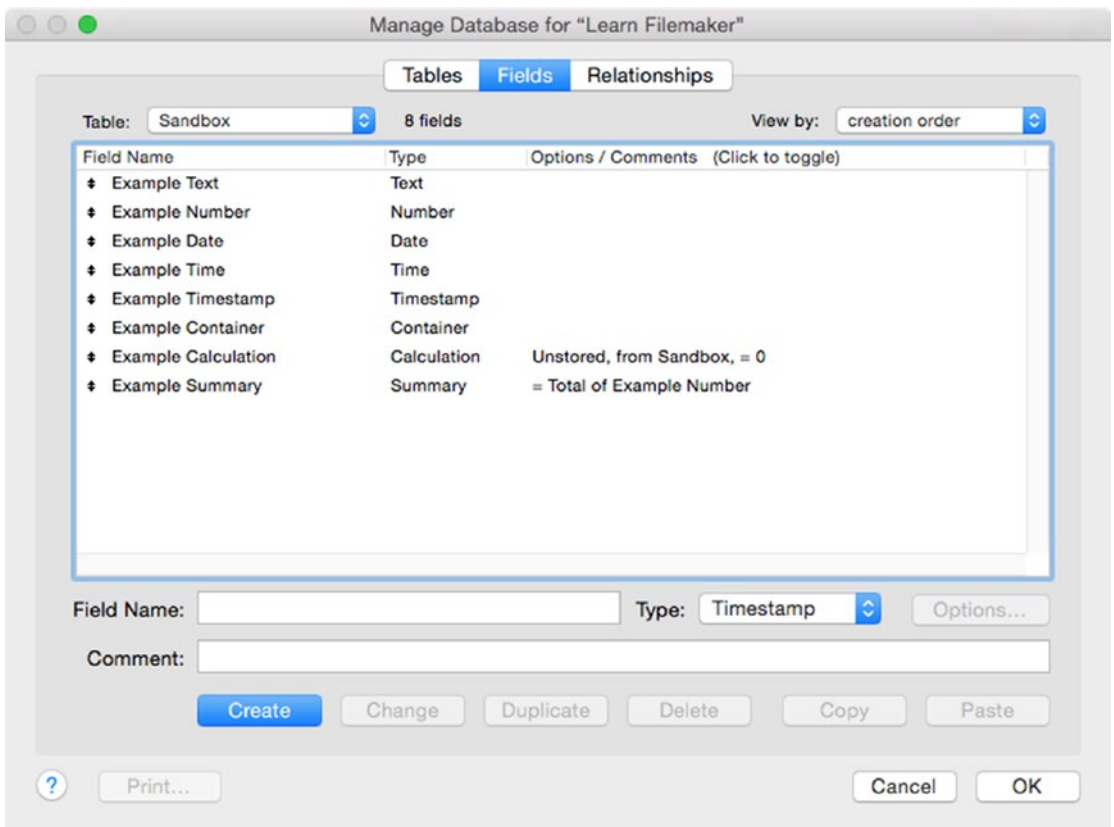 Manage Database for “Learn Filemaker”
Tables Fields Relationships
Table: Sandbox 8 fields View by: creation order
Field Name Type Options / Comments (Click to toggle)
Example Text Text
Example Number Number
Example Date Date
Example Time Time
Example Timestamp Timestamp
Example Container Container
Example Calculation Calculation Unstored, from Sandbox, = 0
Example Summary Summary = Total of Example Number
Field Name: Type: Timestamp Options...
Comment:
Create Change Duplicate Delete Copy Paste
? Print... Cancel OK